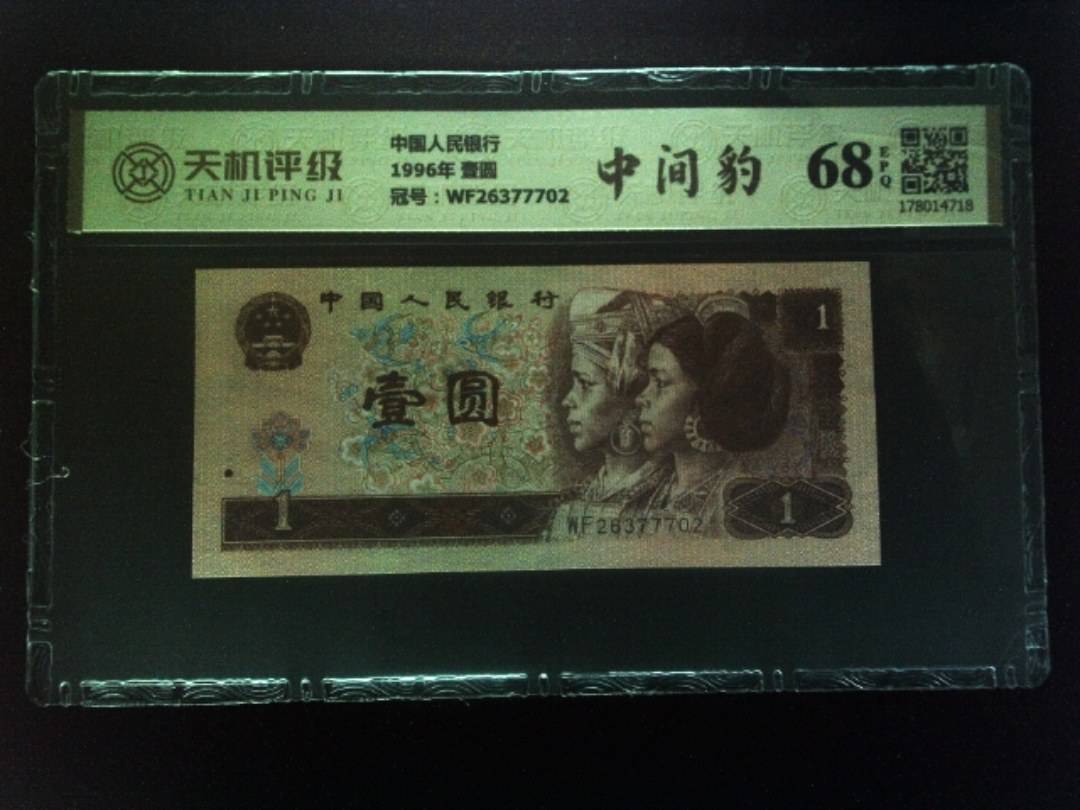 天机评级
TIAN JI PING JI
中国人民银行
1996年 壹圆
冠号：WF26377702
中间豹
68
EPQ
178014718
中国人民银行
1
壹圆
1
WF26377702
1